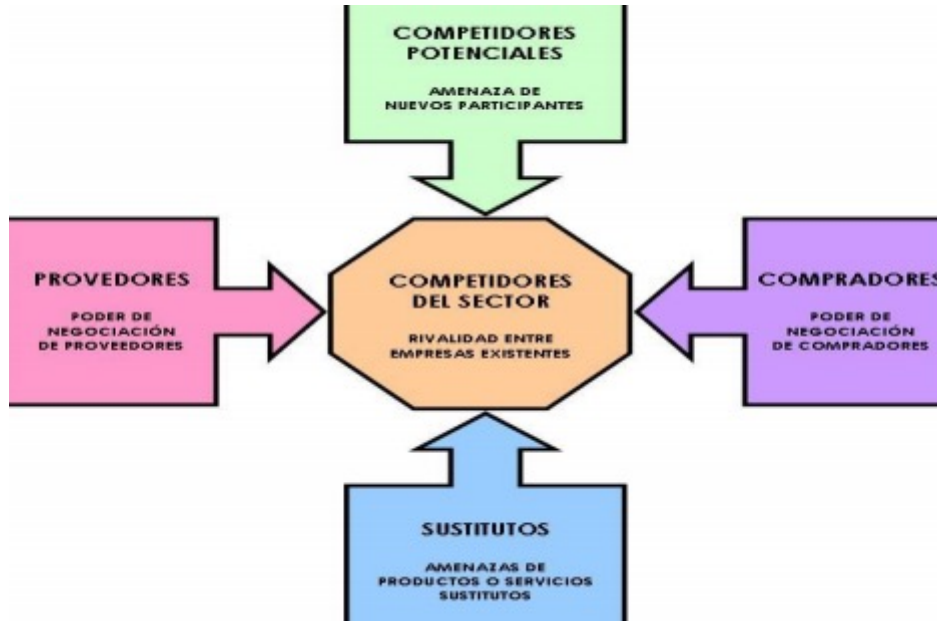 COMPETIDORES
POTENCIALES
AMENAZA DE
NUEVOS PARTICIPANTES
PROVEDORES
PODER DE
NEGOCIACIÓN
DE PROVEEDORES
COMPETIDORES
DEL SECTOR
RIVALIDAD ENTRE
EMPRESAS EXISTENTES
COMPRADORES
PODER DE
NEGOCIACIÓN
DE COMPRADORES
SUSTITUTOS
AMENAZAS DE
PRODUCTOS O SERVICIOS
SUSTITUTOS